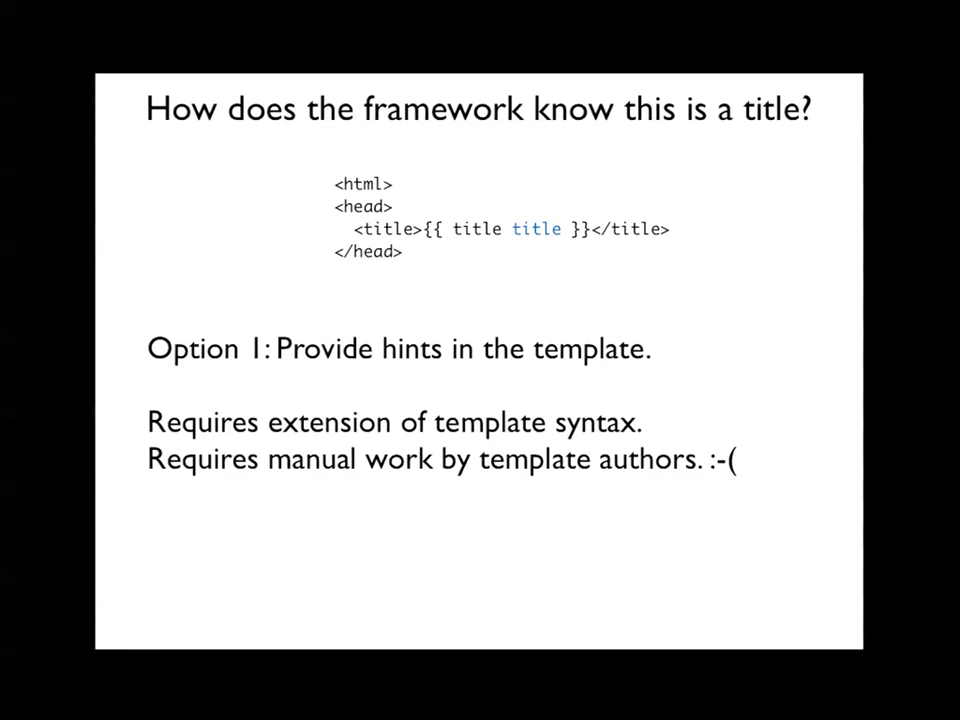 How does the framework know this is a title?
<html>
<head>
<title>{{ title title }}</title>
</head>
Option 1: Provide hints in the template.
Requires extension of template syntax.
Requires manual work by template authors. :-(